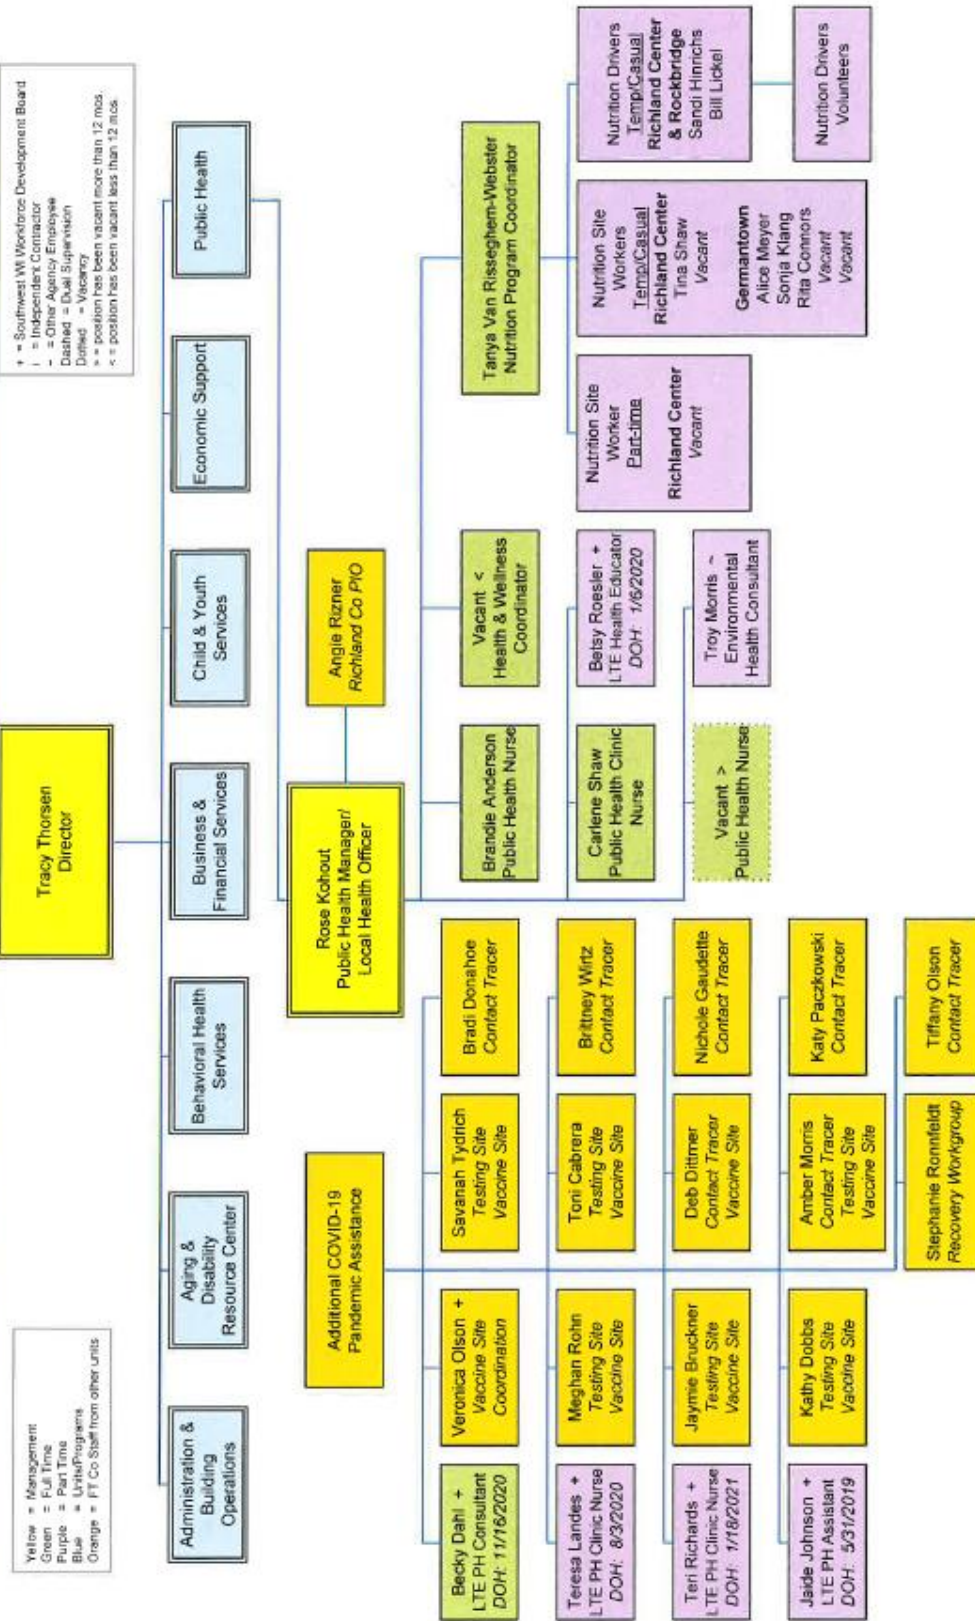 Yellow = Management
Green = Full Time
Purple = Part Time
Blue = Units/Programs
Orange = FT Co Staff from other units
Tracy Thorsen
Director
+ = Southwest WI Workforce Development Board
i = Independent Contractor
~ = Other Agency Employee
Dashed = Dual Supervision
Dotted = Vacancy
> = position has been vacant more than 12 mos.
< = position has been vacant less than 12 mos
Administration &
Building
Operations
Aging &
Disability
Resource Center
Behavioral Health
Services
Business &
Financial Services
Child & Youth
Services
Economic Support
Public Health
Additional COVID-19
Pandemic Assistance
Rose Kohout
Public Health Manager/
Local Health Officer
Angie Rizner
Richland Co PIO
Becky Dahl +
LTE PH Consultant
DOH: 11/16/2020
Veronica Olson +
Vaccine Site
Coordination
Savanah Tydrich
Testing Site
Vaccine Site
Bradi Donahoe
Contact Tracer
Brandie Anderson
Public Health Nurse
Vacant <
Health & Wellness
Coordinator
Tanya Van Risseghem-Webster
Nutrition Program Coordinator
Teresa Landes +
LTE PH Clinic Nurse
DOH: 8/3/2020
Meghan Rohn
Testing Site
Vaccine Site
Toni Cabrera
Testing Site
Vaccine Site
Brittney Wirtz
Contact Tracer
Carlene Shaw
Public Health Clinic
Nurse
Betsy Roesler +
LTE Health Educator
DOH: 1/6/2020
Nutrition Site
Worker
Part-time
Richland Center
Vacant
Nutrition Site
Workers
Temp/Casual
Richland Center
Tina Shaw
Vacant
Germantown
Alice Meyer
Sonja Klang
Rita Connors
Vacant
Vacant
Nutrition Drivers
Temp/Casual
Richland Center
& Rockbridge
Sandi Hinrichs
Bill Lickel
Teri Richards +
LTE PH Clinic Nurse
DOH: 1/18/2021
Jaymie Bruckner
Testing Site
Vaccine Site
Deb Dittmer
Contact Tracer
Vaccine Site
Nichole Gaudette
Contact Tracer
Vacant >
Public Health Nurse
Troy Morris ~
Environmental
Health Consultant
Nutrition Drivers
Volunteers
Jaide Johnson +
LTE PH Assistant
DOH: 5/31/2019
Kathy Dobbs
Testing Site
Vaccine Site
Amber Morris
Contact Tracer
Testing Site
Vaccine Site
Katy Paczkowski
Contact Tracer
Stephanie Ronnfeldt
Recovery Workgroup
Tiffany Olson
Contact Tracer